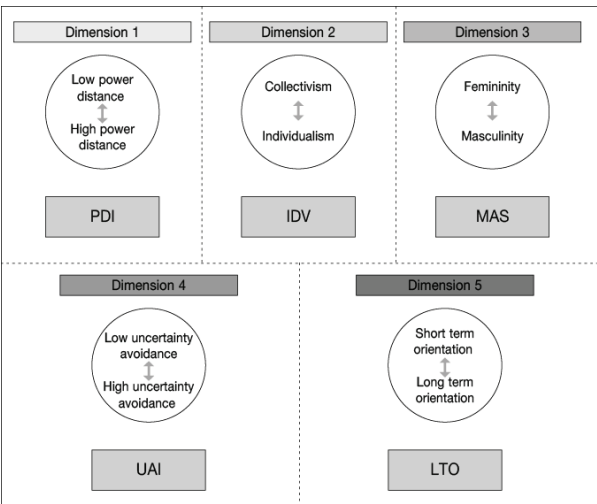 Dimension 1
Low power
distance
High power
distance
PDI
Dimension 2
Collectivism
Individualism
IDV
Dimension 3
Femininity
Masculinity
MAS
Dimension 4
Low uncertainty
avoidance
High uncertainty
avoidance
UAI
Dimension 5
Short term
orientation
Long term
orientation
LTO